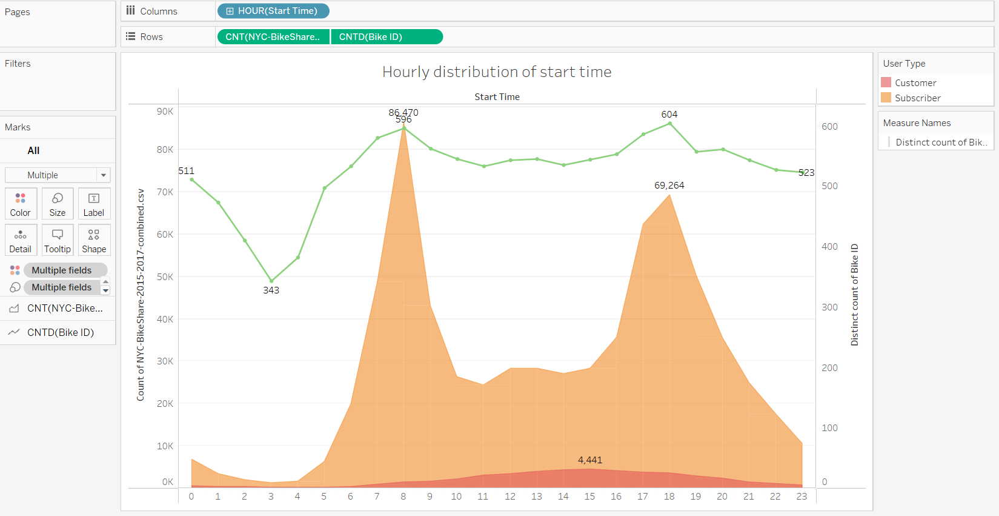 Pages
Columns
HOUR(Start Time)
Rows
CNT(NYC-BikeShare..
CNTD(Bike ID)
Filters
Marks
All
Multiple
Color
Size
Label
Detail
Tooltip
Shape
Multiple fields
Multiple fields
CNT(NYC-Bike...
CNTD(Bike ID)
Hourly distribution of start time
Start Time
Count of NYC-BikeShare-2015-2017-combined.csv
90K
80K
70K
60K
50K
40K
30K
20K
10K
0K
86,470
596
604
511
523
69,264
343
4,441
600
500
400
300
200
100
0
Distinct count of Bike ID
0 1 2 3 4 5 6 7 8 9 10 11 12 13 14 15 16 17 18 19 20 21 22 23
User Type
Customer
Subscriber
Measure Names
Distinct count of Bik..